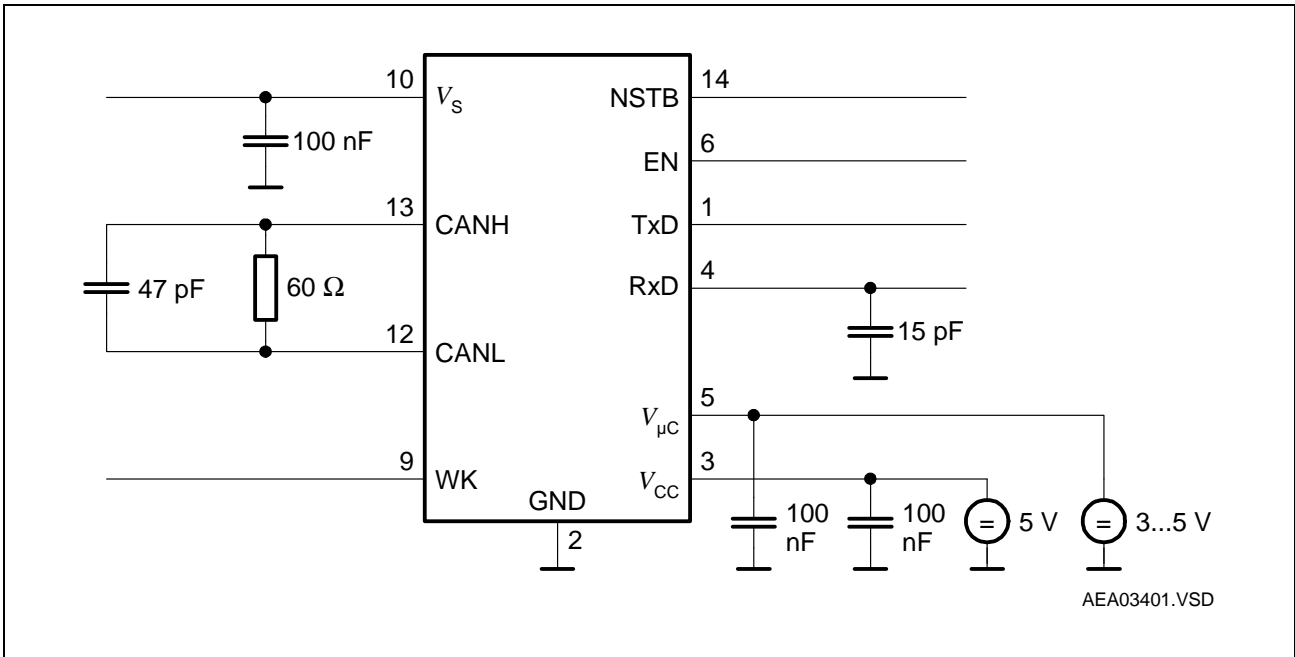 10
14
V_S
NSTB
100 nF
6
EN
13
1
CANH
TxD
4
RxD
47 pF
60 Ω
12
15 pF
CANL
5
V_µC
9
3
WK
V_CC
GND
100
nF
100
nF
= 5 V
= 3...5 V
2
AEA03401.VSD